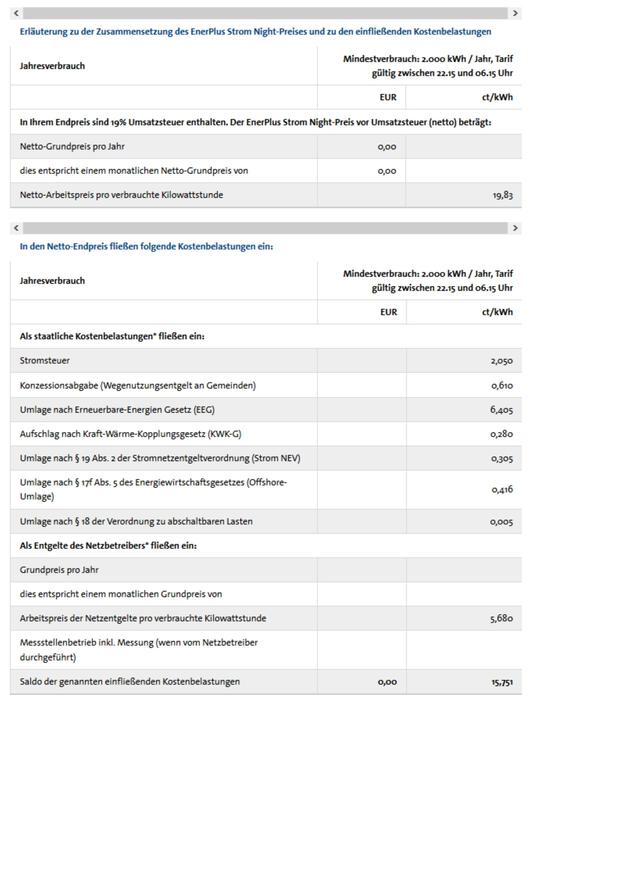 Erläuterung zu der Zusammensetzung des EnerPlus Strom Night-Preises und zu den einfließenden Kostenbelastungen
Jahresverbrauch
Mindestverbrauch: 2.000 kWh / Jahr, Tarif
gültig zwischen 22.15 und 06.15 Uhr
EUR ct/kWh
In Ihrem Endpreis sind 19% Umsatzsteuer enthalten. Der EnerPlus Strom Night-Preis vor Umsatzsteuer (netto) beträgt:
Netto-Grundpreis pro Jahr 0,00
dies entspricht einem monatlichen Netto-Grundpreis von 0,00
Netto-Arbeitspreis pro verbrauchte Kilowattstunde 19,83
In den Netto-Endpreis fließen folgende Kostenbelastungen ein:
Jahresverbrauch
Mindestverbrauch: 2.000 kWh / Jahr, Tarif
gültig zwischen 22.15 und 06.15 Uhr
EUR ct/kWh
Als staatliche Kostenbelastungen* fließen ein:
Stromsteuer 2,050
Konzessionsabgabe (Wegenutzungsentgelt an Gemeinden) 0,610
Umlage nach Erneuerbare-Energien Gesetz (EEG) 6,405
Aufschlag nach Kraft-Wärme-Kopplungsgesetz (KWK-G) 0,280
Umlage nach § 19 Abs. 2 der Stromnetzentgeltverordnung (Strom NEV) 0,305
Umlage nach § 17f Abs. 5 des Energiewirtschaftsgesetzes (Offshore-
Umlage) 0,416
Umlage nach § 18 der Verordnung zu abschaltbaren Lasten 0,005
Als Entgelte des Netzbetreibers* fließen ein:
Grundpreis pro Jahr
dies entspricht einem monatlichen Grundpreis von
Arbeitspreis der Netzentgelte pro verbrauchte Kilowattstunde 5,680
Messstellenbetrieb inkl. Messung (wenn vom Netzbetreiber
durchgeführt)
Saldo der genannten einfließenden Kostenbelastungen 0,00 15,751